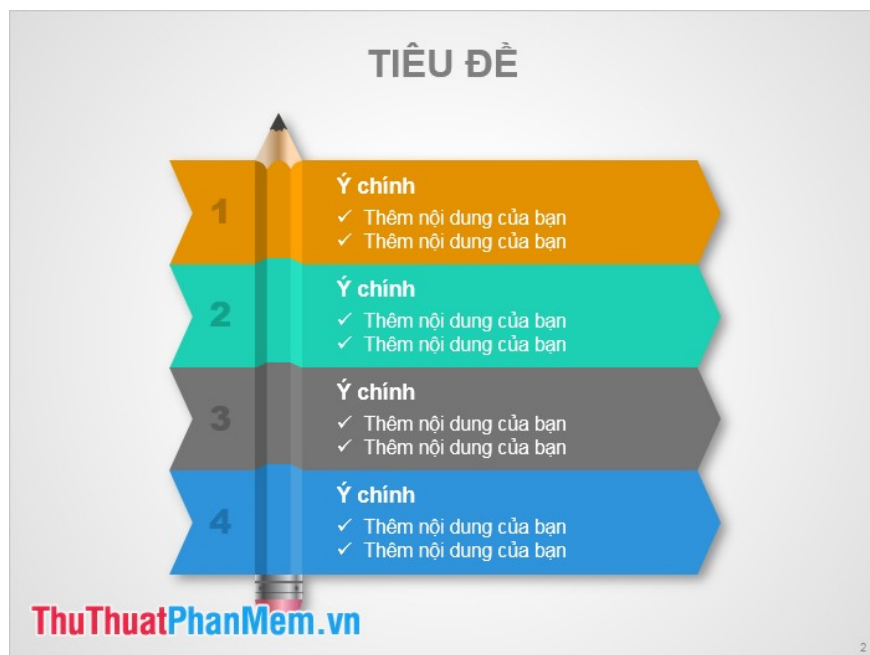 TIÊU ĐỀ
1
Ý chính
✓ Thêm nội dung của bạn
✓ Thêm nội dung của bạn
2
Ý chính
✓ Thêm nội dung của bạn
✓ Thêm nội dung của bạn
3
Ý chính
✓ Thêm nội dung của bạn
✓ Thêm nội dung của bạn
4
Ý chính
✓ Thêm nội dung của bạn
✓ Thêm nội dung của bạn
ThuThuatPhanMem.vn
2